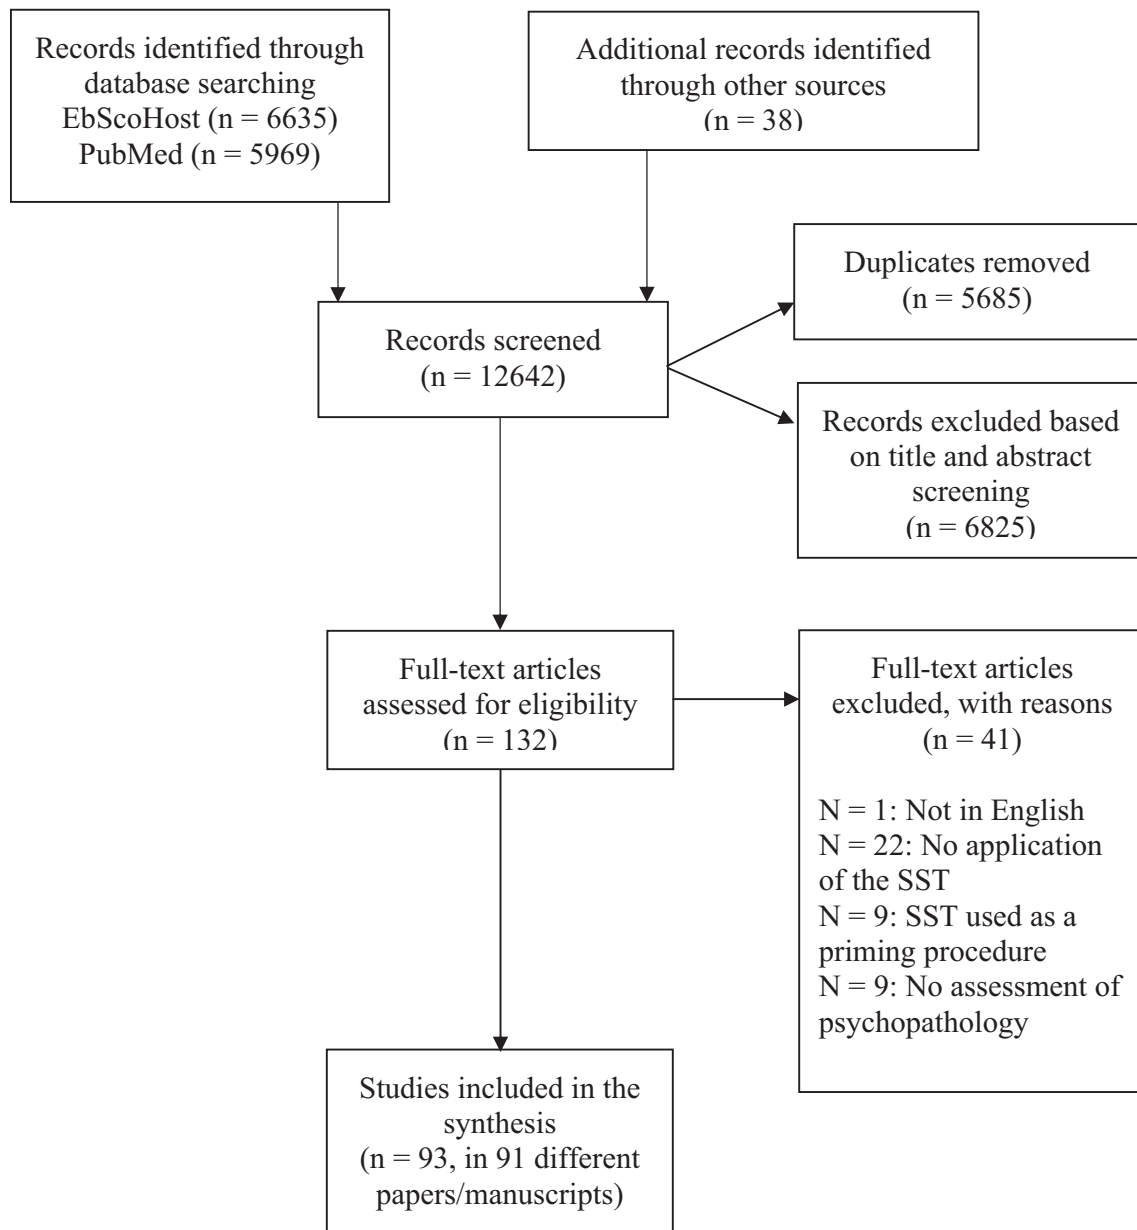 Records identified through
database searching
EbScoHost (n = 6635)
PubMed (n = 5969)
Additional records identified
through other sources
(n = 38)
Duplicates removed
(n = 5685)
Records screened
(n = 12642)
Records excluded based
on title and abstract
screening
(n = 6825)
Full-text articles
assessed for eligibility
(n = 132)
Full-text articles
excluded, with reasons
(n = 41)
N = 1: Not in English
N = 22: No application
of the SST
N = 9: SST used as a
priming procedure
N = 9: No assessment of
psychopathology
Studies included in the
synthesis
(n = 93, in 91 different
papers/manuscripts)